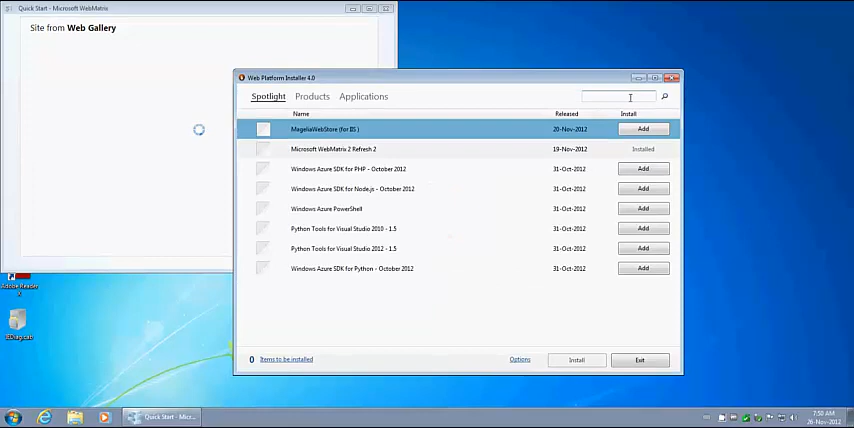 Quick Start - Microsoft WebMatrix
Site from Web Gallery
Web Platform Installer 4.0
Spotlight Products Applications
Name Released Install
MageliaWebStore (for IIS ) 20-Nov-2012 Add
Microsoft WebMatrix 2 Refresh 2 19-Nov-2012 Installed
Windows Azure SDK for PHP - October 2012 31-Oct-2012 Add
Windows Azure SDK for Node.js - October 2012 31-Oct-2012 Add
Windows Azure PowerShell 31-Oct-2012 Add
Python Tools for Visual Studio 2010 - 1.5 31-Oct-2012 Add
Python Tools for Visual Studio 2012 - 1.5 31-Oct-2012 Add
Windows Azure SDK for Python - October 2012 31-Oct-2012 Add
0 Items to be installed Options Install Exit
Adobe Reader
X
IEDiag.cab
Quick Start - Micr...
7:50 AM
26-Nov-2012